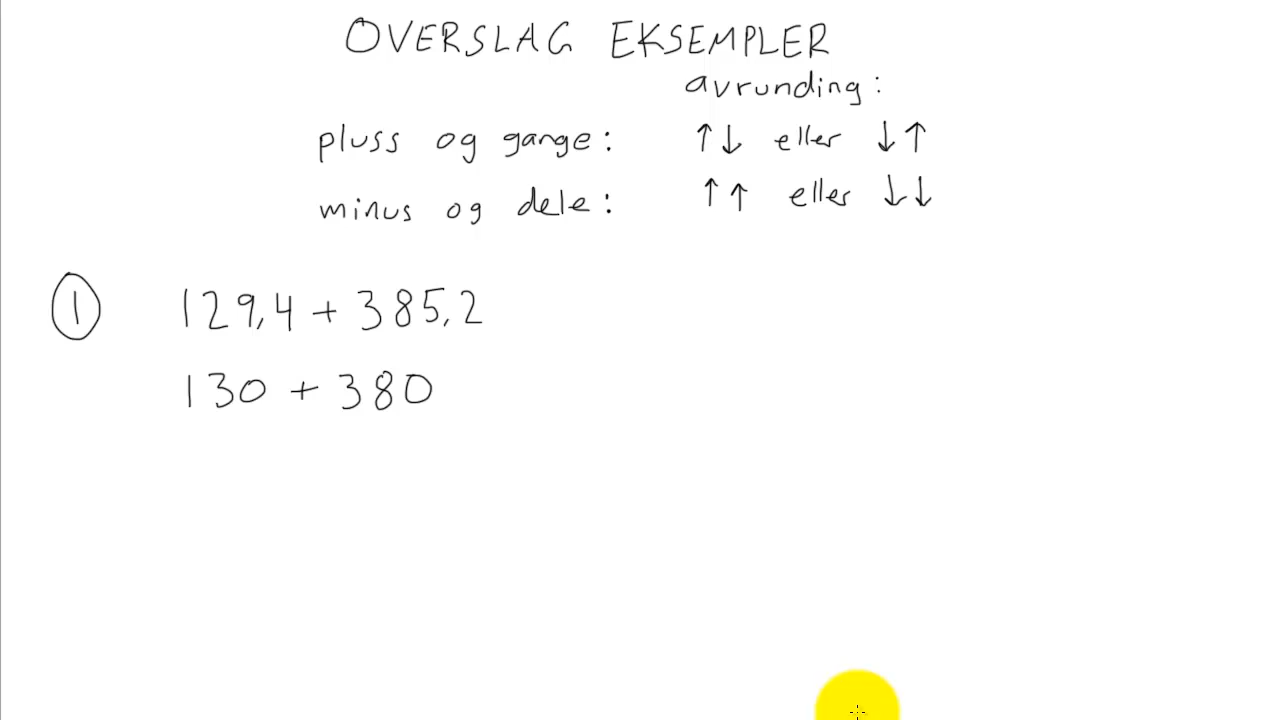 OVERSLAG EKSEMPLER
avrunding:
pluss og gange: ↑↓ eller ↓↑
minus og dele: ↑↑ eller ↓↓
1 129,4 + 385,2
130 + 380